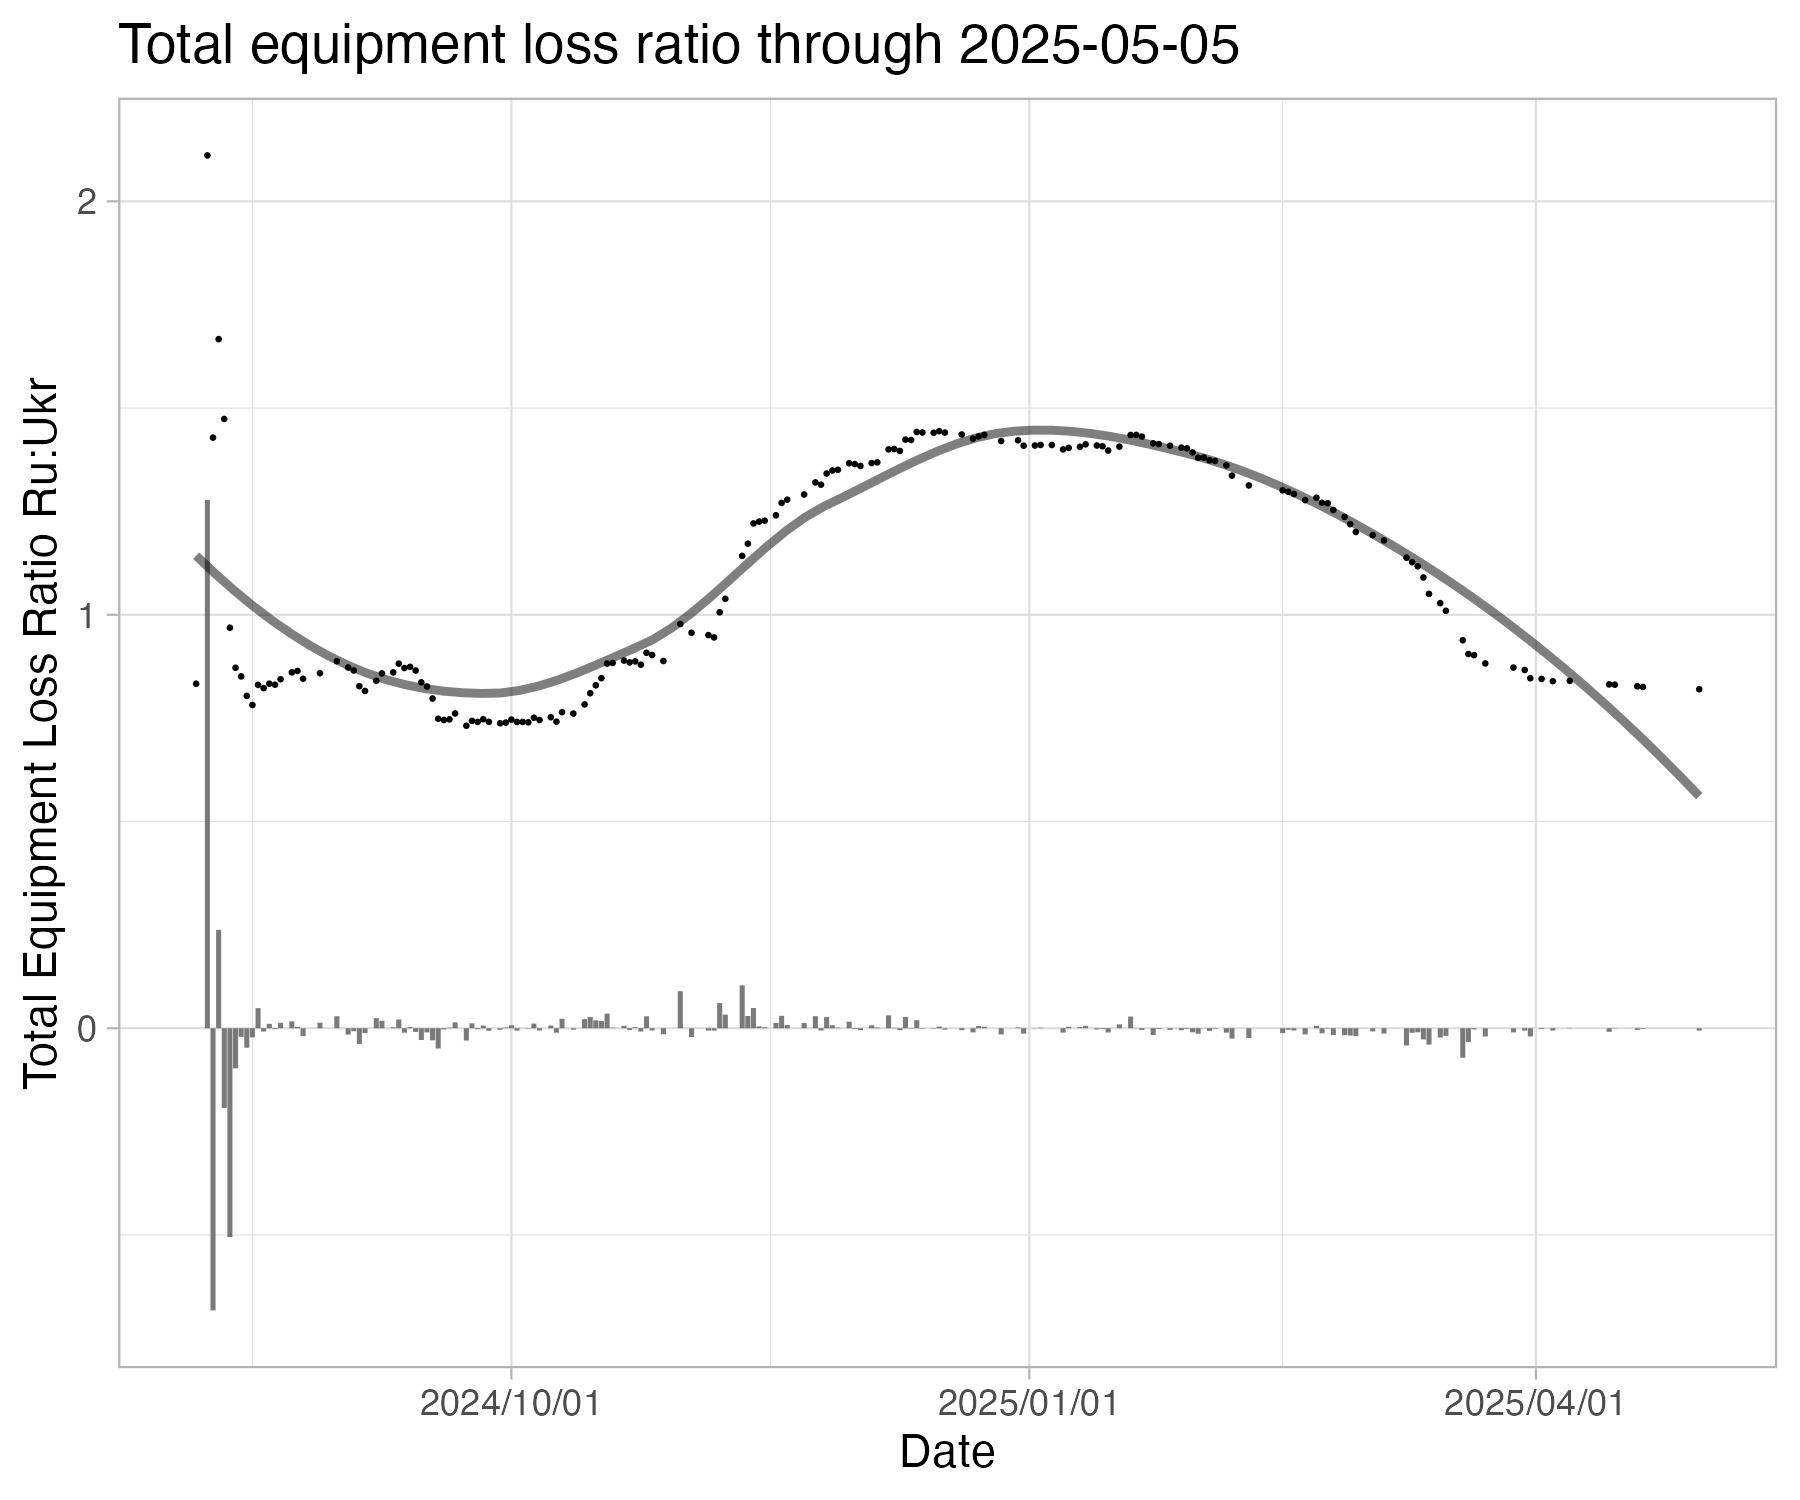 Total equipment loss ratio through 2025-05-05
Total Equipment Loss Ratio Ru:Ukr
2
1
0
2024/10/01
2025/01/01
2025/04/01
Date